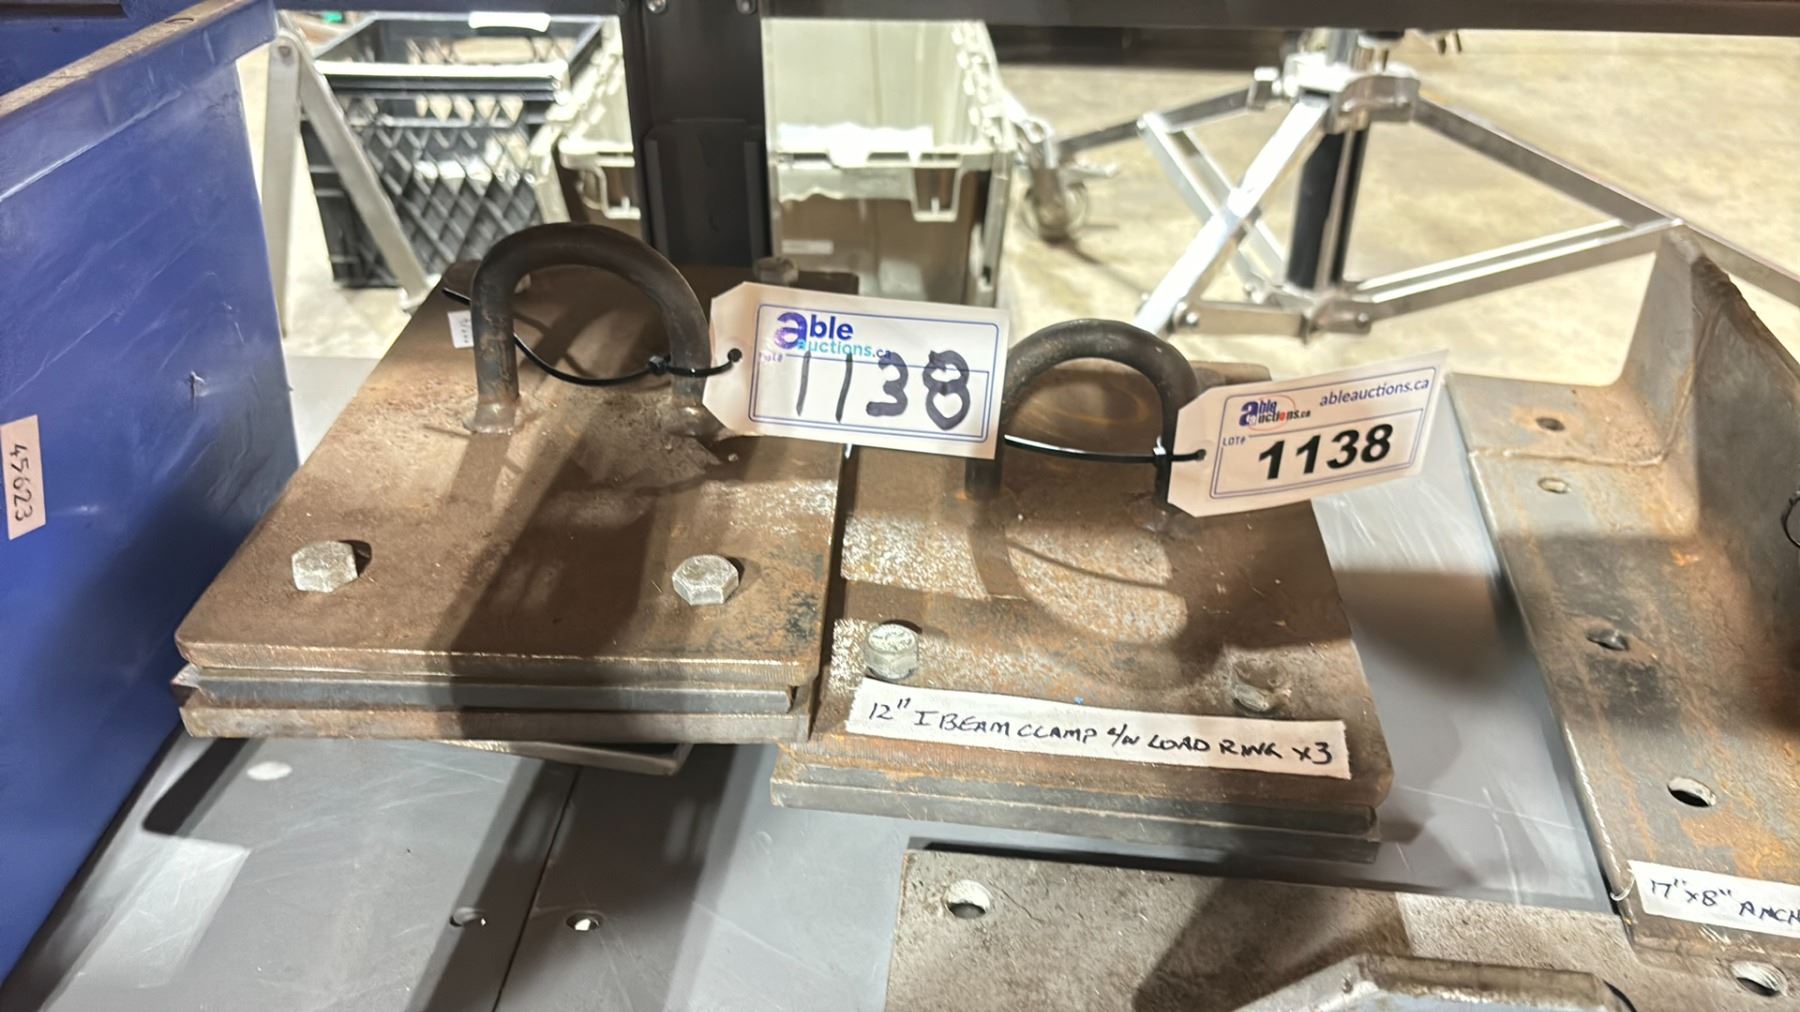 able
auctions.ca
LOT#
1138
able
auctions.ca
ableauctions.ca
LOT#
1138
45623
12" I BEAM CLAMP C/W LOAD RING X3
17"x8" ANCH